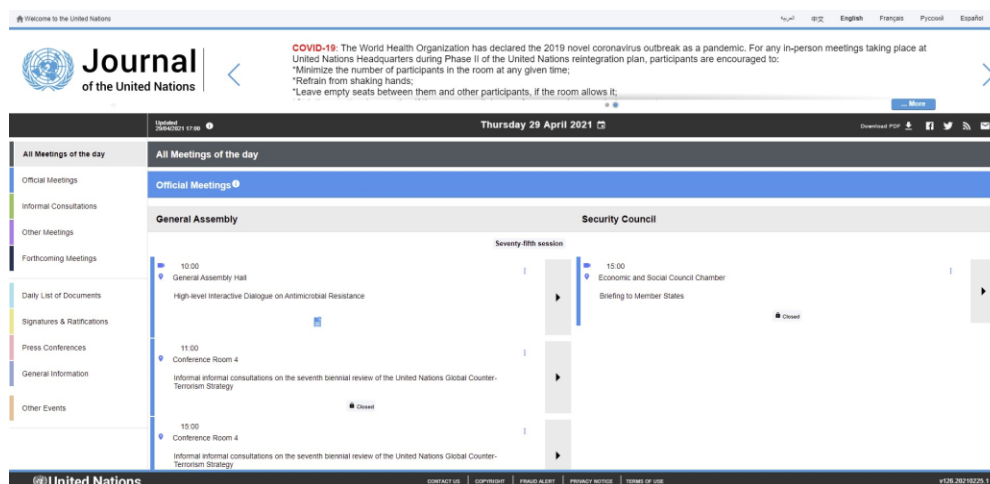 Welcome to the United Nations
عربي 中文 English Français Русский Español
Journal
of the United Nations
COVID-19: The World Health Organization has declared the 2019 novel coronavirus outbreak as a pandemic. For any in-person meetings taking place at
United Nations Headquarters during Phase II of the United Nations reintegration plan, participants are encouraged to:
*Minimize the number of participants in the room at any given time;
*Refrain from shaking hands;
*Leave empty seats between them and other participants, if the room allows it;
... More
Updated
29/04/2021 17:00
Thursday 29 April 2021
Download PDF
All Meetings of the day
Official Meetings
Informal Consultations
Other Meetings
Forthcoming Meetings
Daily List of Documents
Signatures & Ratifications
Press Conferences
General Information
Other Events
All Meetings of the day
Official Meetings
General Assembly
Seventy-fifth session
10:00
General Assembly Hall
High-level Interactive Dialogue on Antimicrobial Resistance
11:00
Conference Room 4
Informal informal consultations on the seventh biennial review of the United Nations Global Counter-
Terrorism Strategy
Closed
15:00
Conference Room 4
Informal informal consultations on the seventh biennial review of the United Nations Global Counter-
Terrorism Strategy
Security Council
15:00
Economic and Social Council Chamber
Briefing to Member States
Closed
United Nations
CONTACT US | COPYRIGHT | FRAUD ALERT | PRIVACY NOTICE | TERMS OF USE
v126.20210225.1